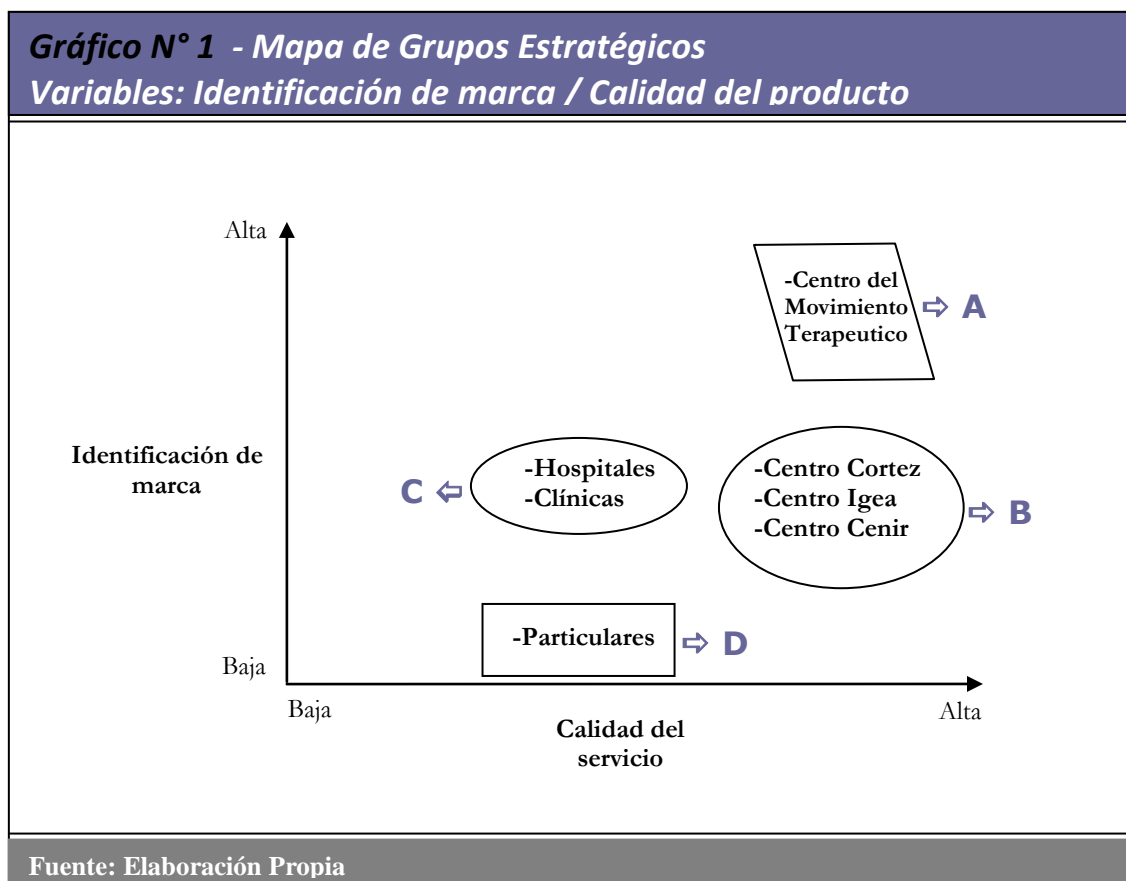 Gráfico N° 1 - Mapa de Grupos Estratégicos
Variables: Identificación de marca / Calidad del producto
Alta
-Centro del
Movimiento
Terapeutico
A
Identificación de
marca
C
-Hospitales
-Clínicas
-Centro Cortez
-Centro Igea
-Centro Cenir
B
-Particulares
D
Baja
Baja
Calidad del
servicio
Alta
Fuente: Elaboración Propia